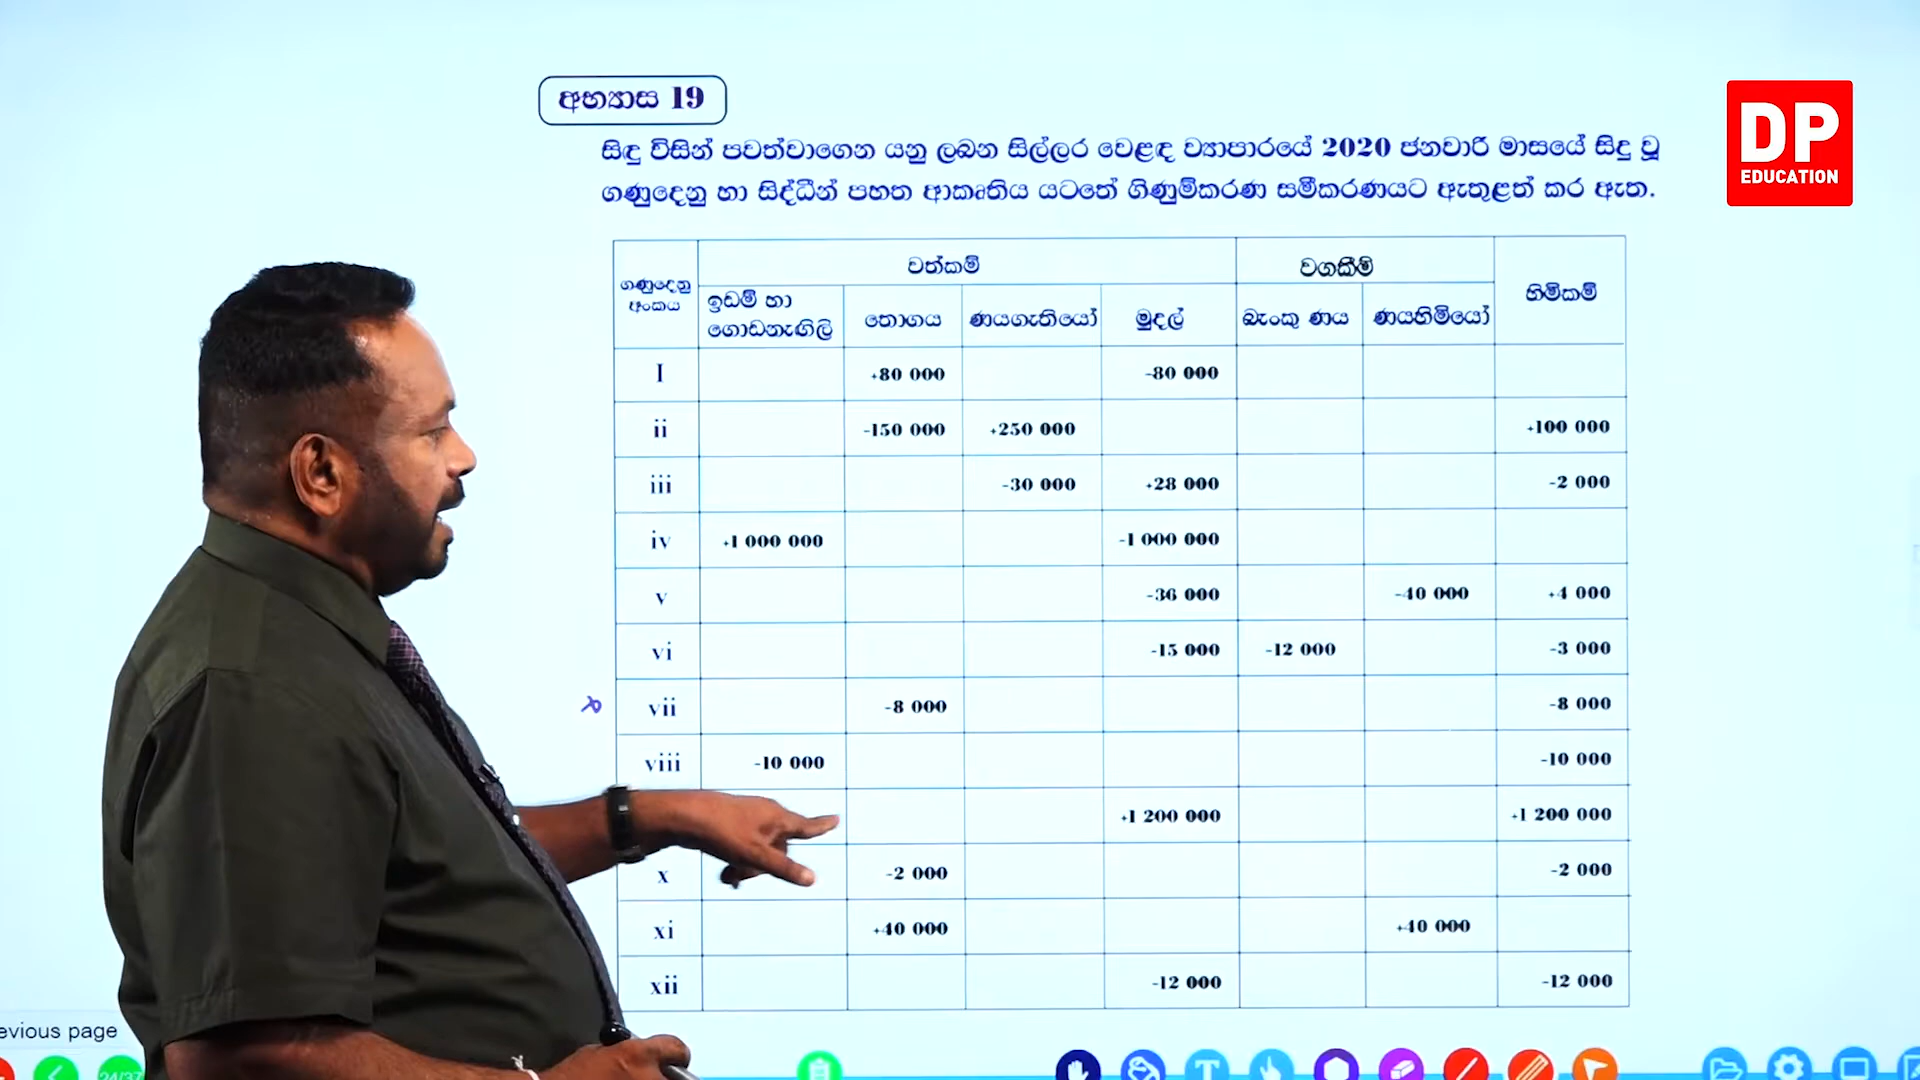 අභ්‍යාස 19
DP
EDUCATION
සිඳු විසින් පවත්වාගෙන යනු ලබන සිල්ලර වෙළඳ ව්‍යාපාරයේ 2020 ජනවාරි මාසයේ සිදු වූ
ගණුදෙනු හා සිද්ධීන් පහත ආකෘතිය යටතේ ගිණුම්කරණ සමීකරණයට ඇතුළත් කර ඇත.
ගණුදෙනු අංකය වත්කම් වගකීම් හිමිකම්
ඉඩම් හා ගොඩනැඟිලි තොගය ණයගැතියෝ මුදල් බැංකු ණය ණයහිමියෝ
I +80 000 -80 000
ii -150 000 +250 000 +100 000
iii -30 000 +28 000 -2 000
iv +1 000 000 -1 000 000
v -36 000 -40 000 +4 000
vi -15 000 -12 000 -3 000
vii -8 000 -8 000
viii -10 000 -10 000
+1 200 000 +1 200 000
x -2 000 -2 000
xi +40 000 +40 000
xii -12 000 -12 000
evious page
24/37